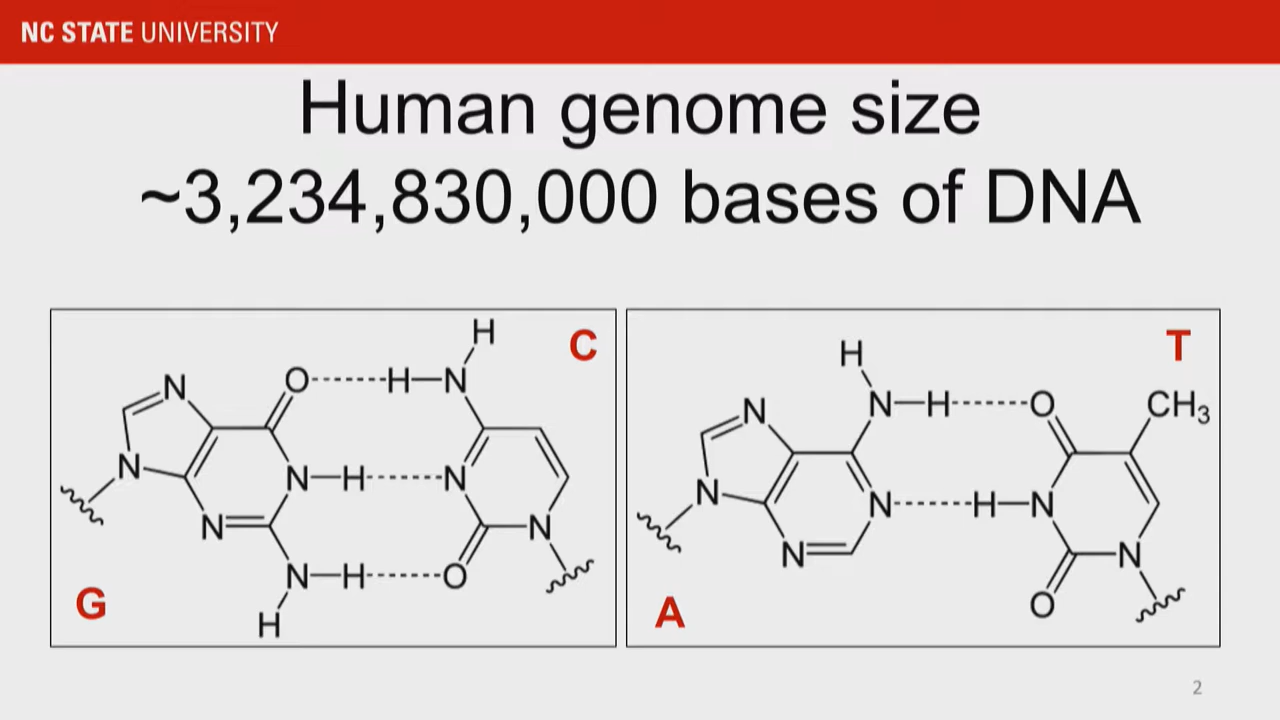 NC STATE UNIVERSITY
Human genome size
~3,234,830,000 bases of DNA
H
C
N
O
H—N
N
N—H
N
N
N
N—H
O
G
H
H
T
N
N—H
O
CH₃
N
N
H—N
N
N
A
O
2